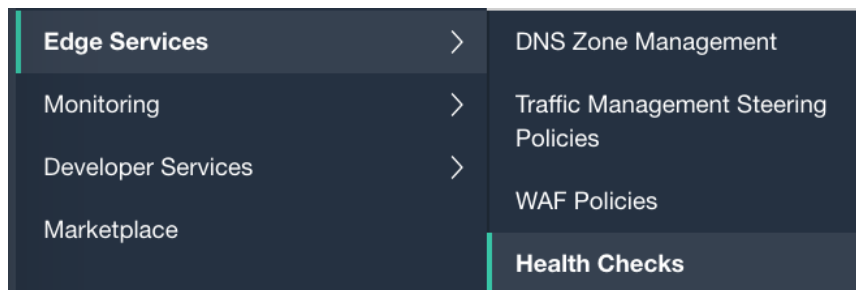 Edge Services
Monitoring
Developer Services
Marketplace
DNS Zone Management
Traffic Management Steering
Policies
WAF Policies
Health Checks